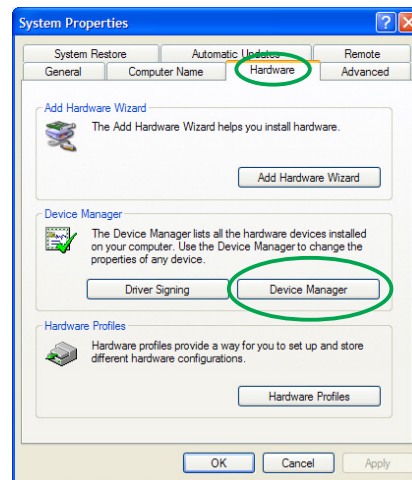 System Properties
System Restore Automatic Updates Remote
General Computer Name Hardware Advanced
Add Hardware Wizard
The Add Hardware Wizard helps you install hardware.
Add Hardware Wizard
Device Manager
The Device Manager lists all the hardware devices installed
on your computer. Use the Device Manager to change the
properties of any device.
Driver Signing Device Manager
Hardware Profiles
Hardware profiles provide a way for you to set up and store
different hardware configurations.
Hardware Profiles
OK Cancel Apply